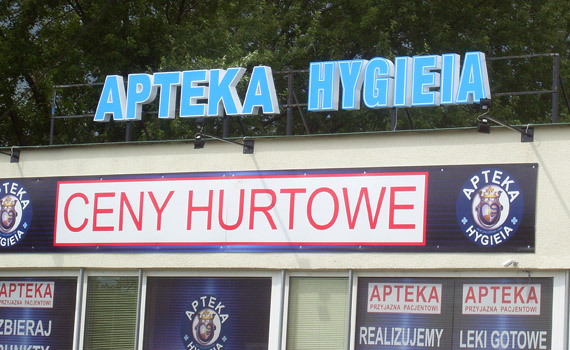 APTEKA HYGIEIA
APTEKA
HYGIEIA
CENY HURTOWE
APTEKA
HYGIEIA
APTEKA
PRZYJAZNA PACJENTOWI
ZBIERAJ
PUNKTY
APTEKA
HYGIEIA
APTEKA
PRZYJAZNA PACJENTOWI
REALIZUJEMY
APTEKA
PRZYJAZNA PACJENTOWI
LEKI GOTOWE